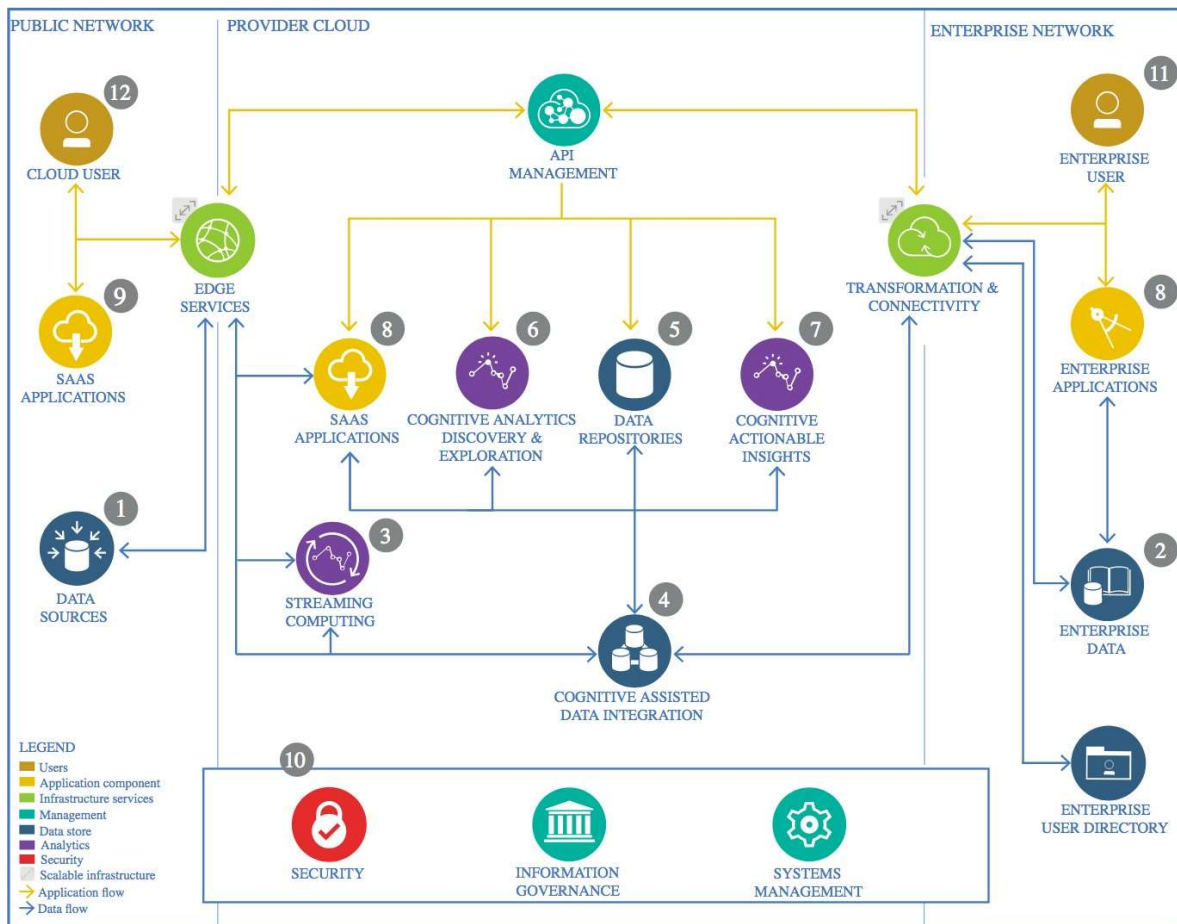 PUBLIC NETWORK
PROVIDER CLOUD
ENTERPRISE NETWORK
12
CLOUD USER
API
MANAGEMENT
11
ENTERPRISE
USER
EDGE
SERVICES
TRANSFORMATION &
CONNECTIVITY
9
SAAS
APPLICATIONS
8
SAAS
APPLICATIONS
6
COGNITIVE ANALYTICS
DISCOVERY &
EXPLORATION
5
DATA
REPOSITORIES
7
COGNITIVE
ACTIONABLE
INSIGHTS
8
ENTERPRISE
APPLICATIONS
1
DATA
SOURCES
3
STREAMING
COMPUTING
4
COGNITIVE ASSISTED
DATA INTEGRATION
2
ENTERPRISE
DATA
ENTERPRISE
USER DIRECTORY
LEGEND
Users
Application component
Infrastructure services
Management
Data store
Analytics
Security
Scalable infrastructure
Application flow
Data flow
10
SECURITY
INFORMATION
GOVERNANCE
SYSTEMS
MANAGEMENT